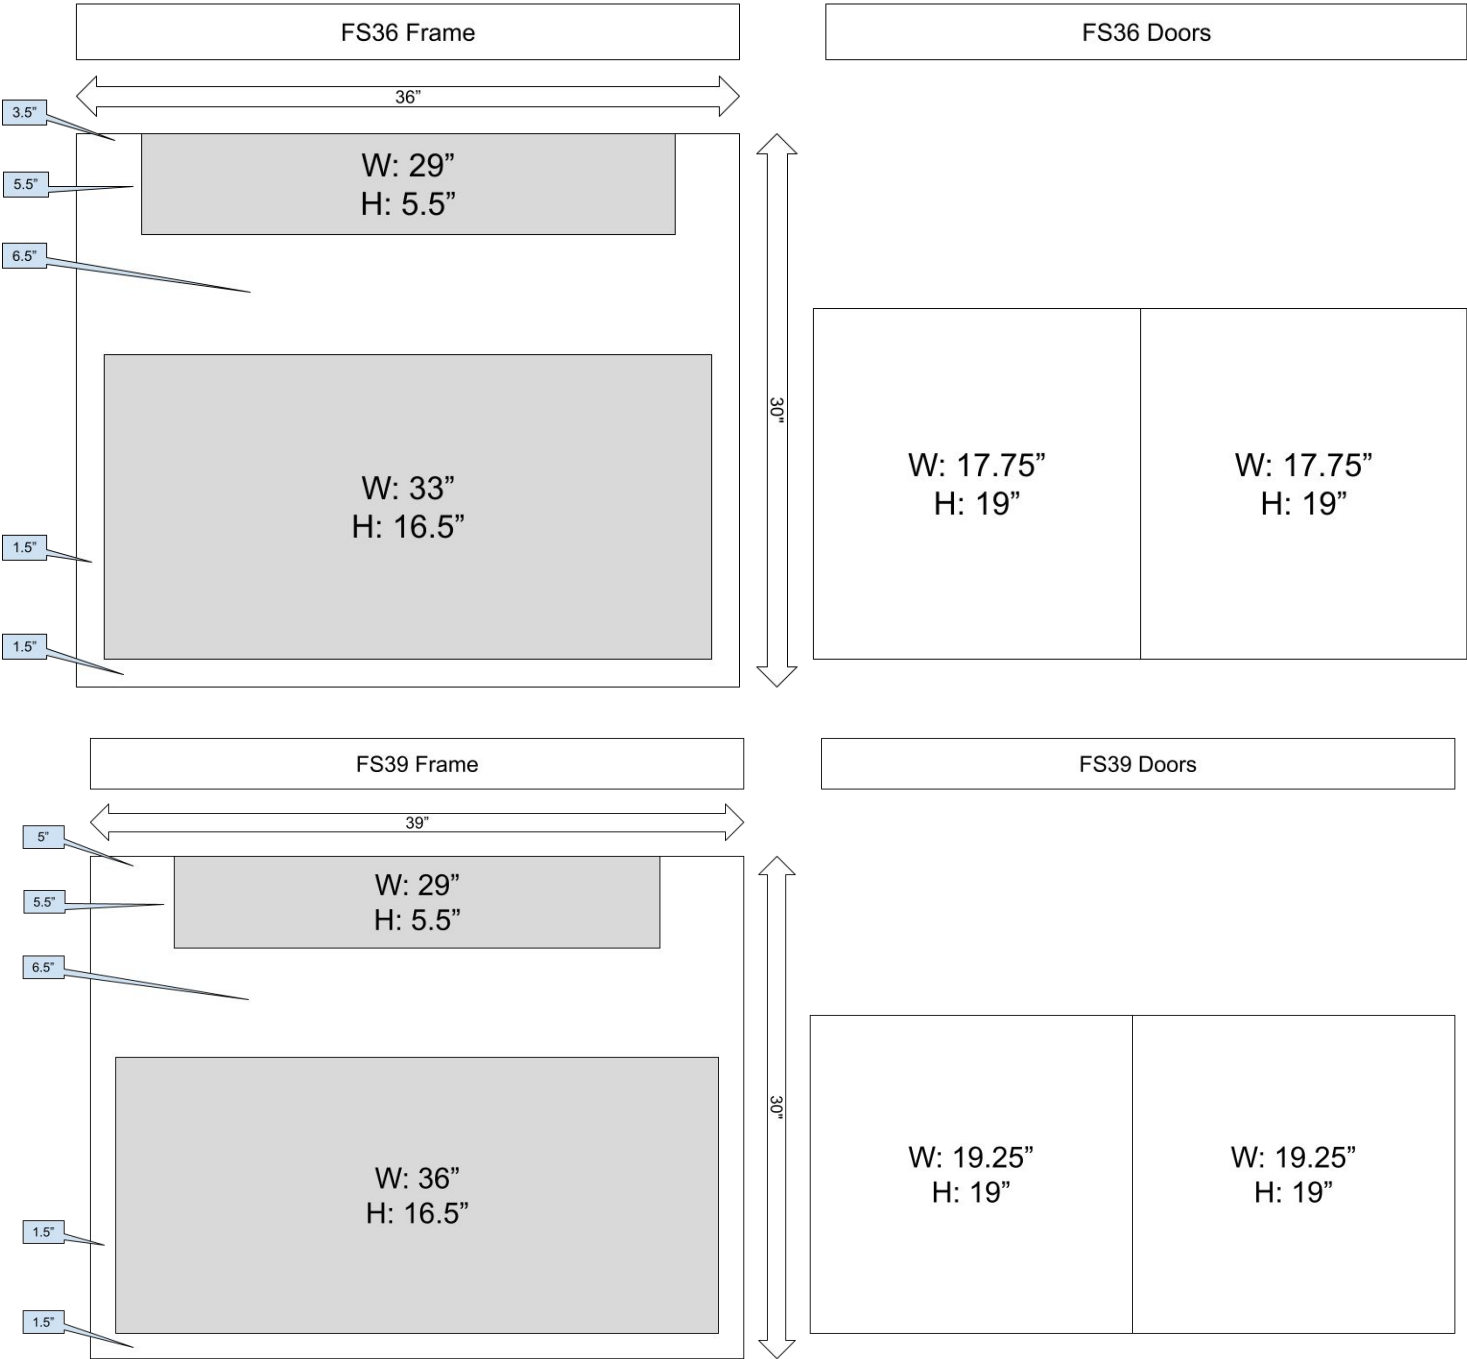 FS36 Frame
FS36 Doors
36”
3.5”
W: 29”
H: 5.5”
5.5”
6.5”
30"
W: 33”
H: 16.5”
1.5”
1.5”
W: 17.75”
H: 19”
W: 17.75”
H: 19”
FS39 Frame
FS39 Doors
39”
5”
W: 29”
H: 5.5”
5.5”
6.5”
30"
W: 36”
H: 16.5”
1.5”
1.5”
W: 19.25”
H: 19”
W: 19.25”
H: 19”